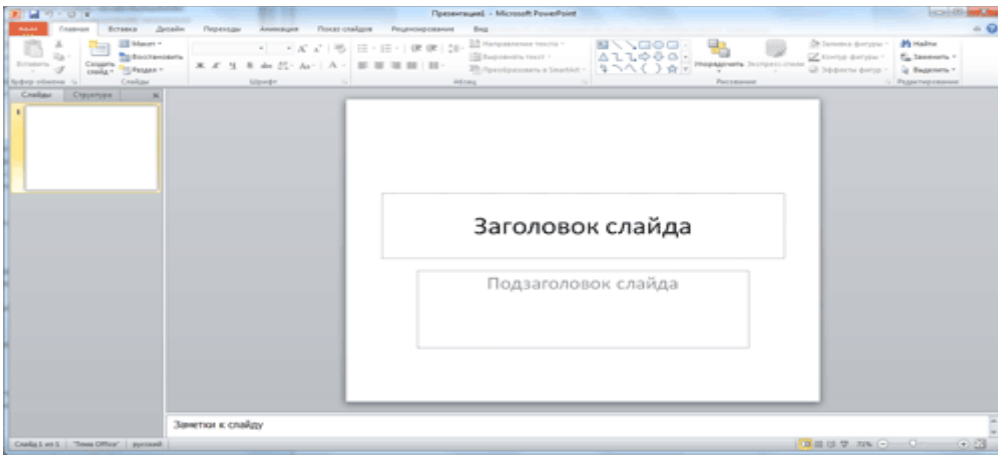 Презентация1 - Microsoft PowerPoint
Файл Главная Вставка Дизайн Переходы Анимация Показ слайдов Рецензирование Вид
Вставить
Создать слайд
Макет
Восстановить
Раздел
Направление текста
Выровнять текст
Преобразовать в SmartArt
Упорядочить
Экспресс-стили
Заливка фигуры
Контур фигуры
Эффекты фигур
Найти
Заменить
Выделить
Буфер обмена Слайды Шрифт Абзац Рисование Редактирование
Слайды Структура
1
Заголовок слайда
Подзаголовок слайда
Заметки к слайду
Слайд 1 из 1 "Тема Office" русский 72%